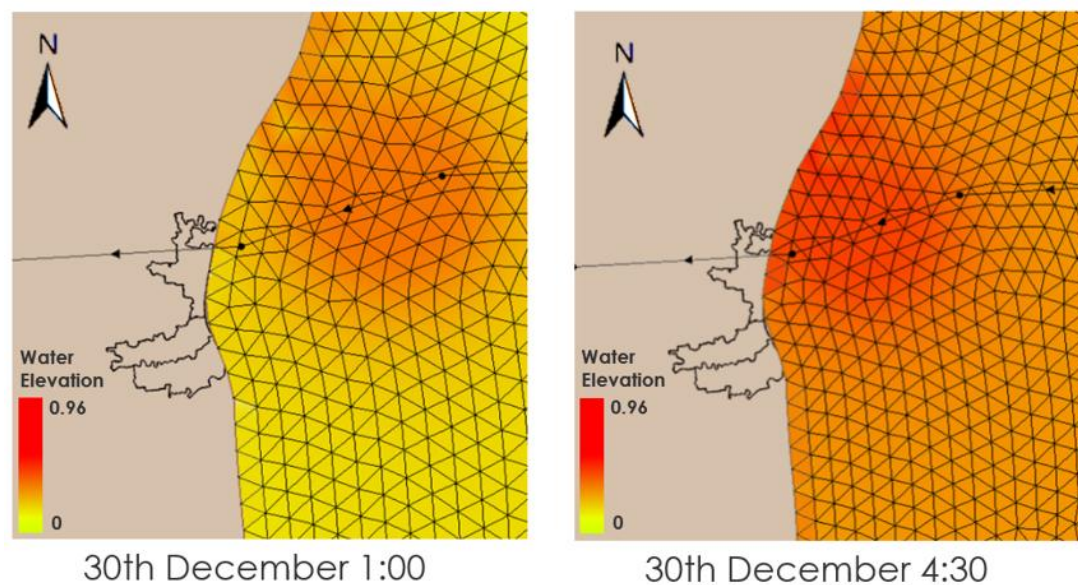 N
Water
Elevation
0.96
0
30th December 1:00
N
Water
Elevation
0.96
0
30th December 4:30